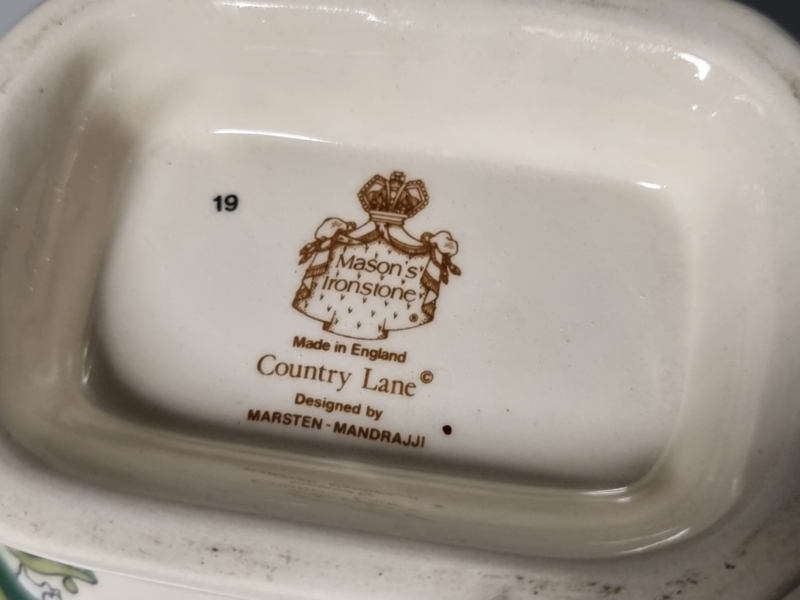 19
Mason's
Ironstone
®
Made in England
Country Lane©
Designed by
MARSTEN-MANDRAJJI